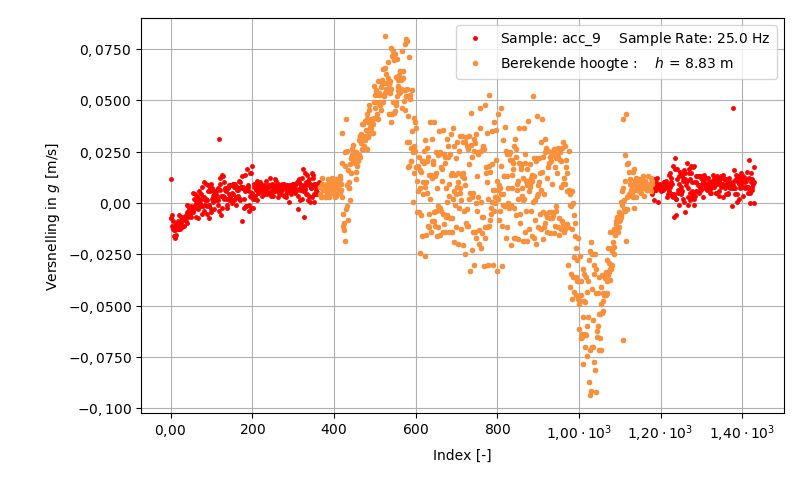 Sample: acc_9 Sample Rate: 25.0 Hz
Berekende hoogte : h = 8.83 m
Versnelling in g [m/s]
0,0750
0,0500
0,0250
0,00
−0,0250
−0,0500
−0,0750
−0,100
0,00 200 400 600 800 1,00·10³ 1,20·10³ 1,40·10³
Index [-]